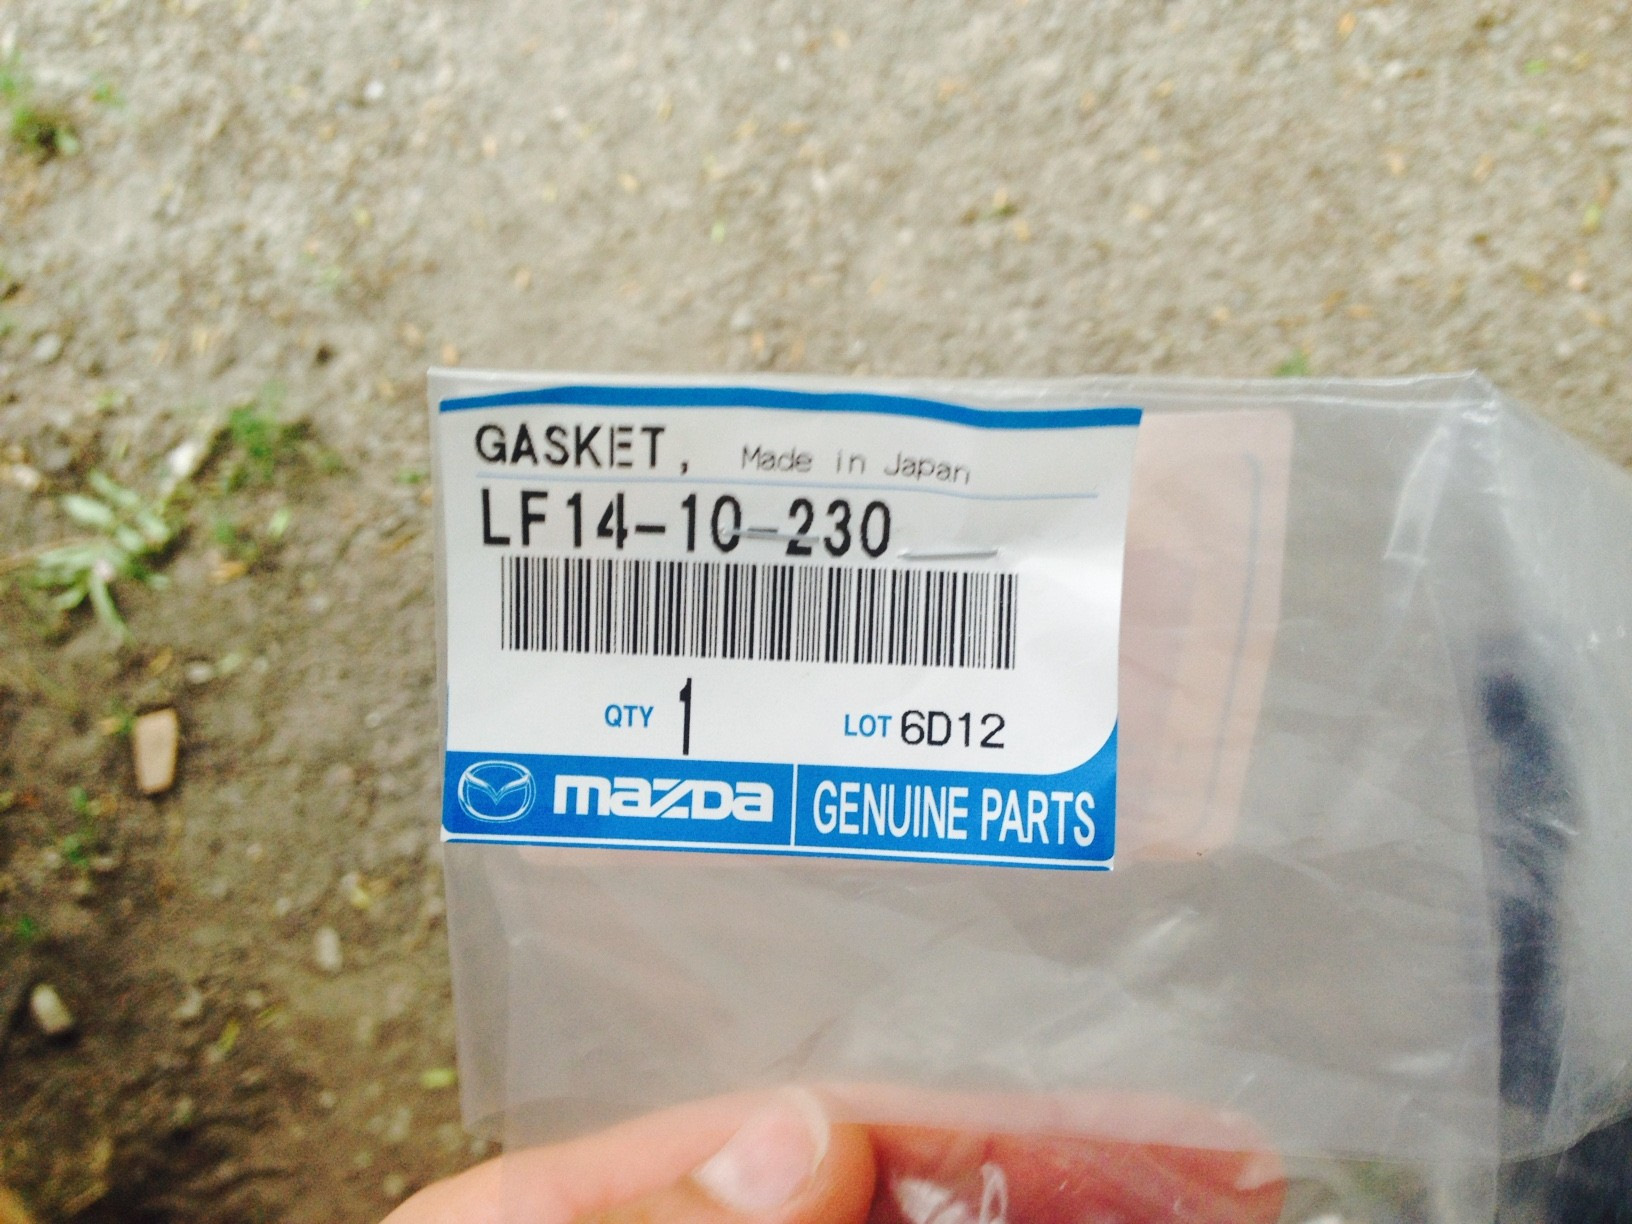 GASKET, Made in Japan
LF14-10-230
QTY 1 LOT 6D12
mazda GENUINE PARTS